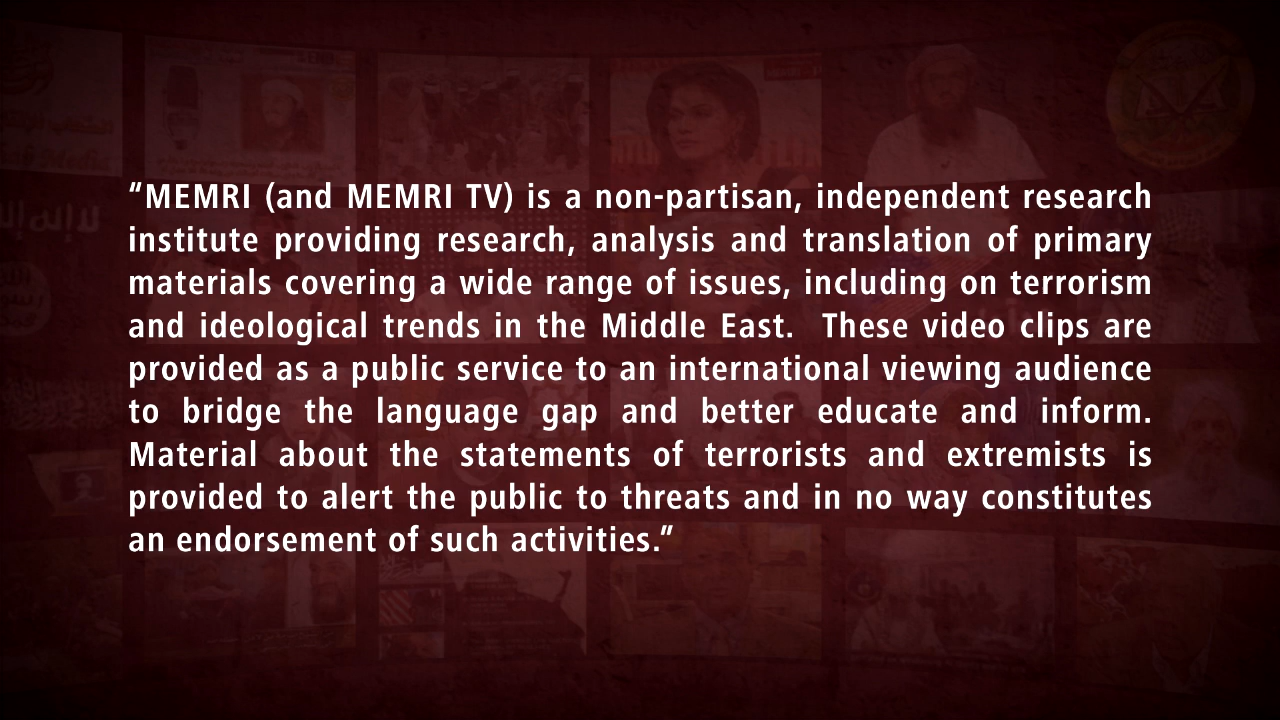 “MEMRI (and MEMRI TV) is a non-partisan, independent research
institute providing research, analysis and translation of primary
materials covering a wide range of issues, including on terrorism
and ideological trends in the Middle East. These video clips are
provided as a public service to an international viewing audience
to bridge the language gap and better educate and inform.
Material about the statements of terrorists and extremists is
provided to alert the public to threats and in no way constitutes
an endorsement of such activities.”